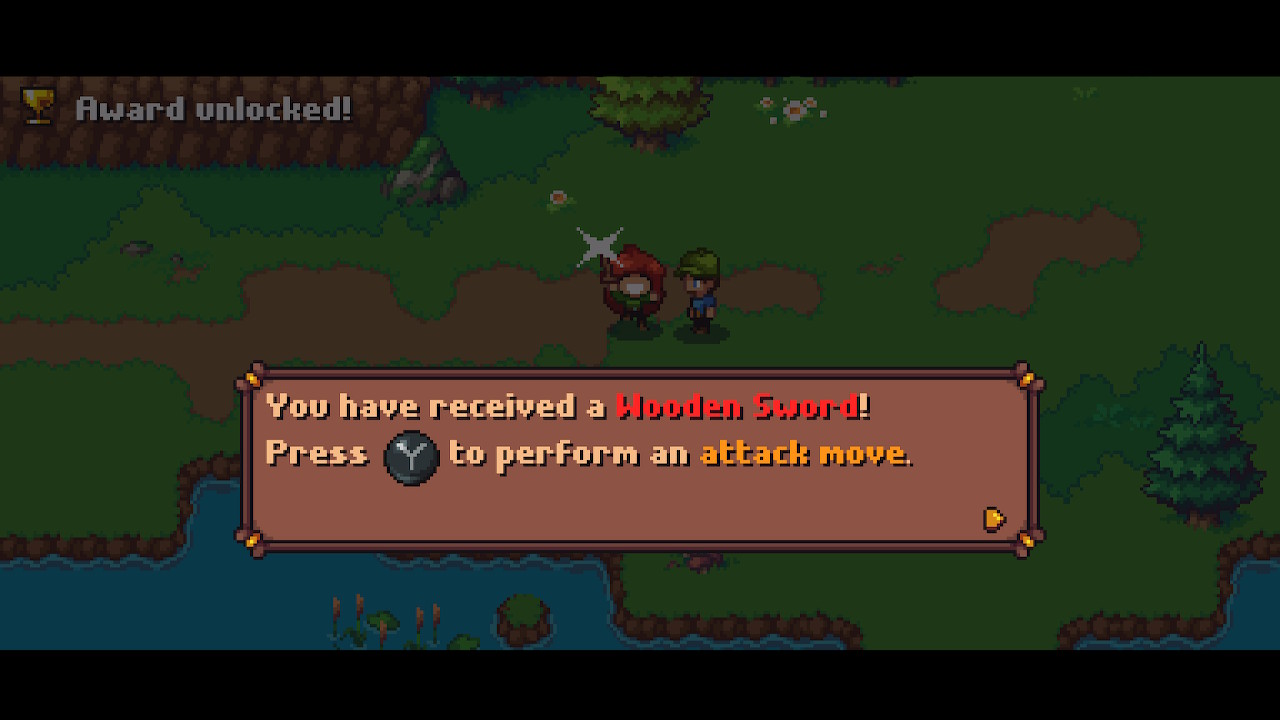 Award unlocked!
You have received a Wooden Sword!
Press Y to perform an attack move.